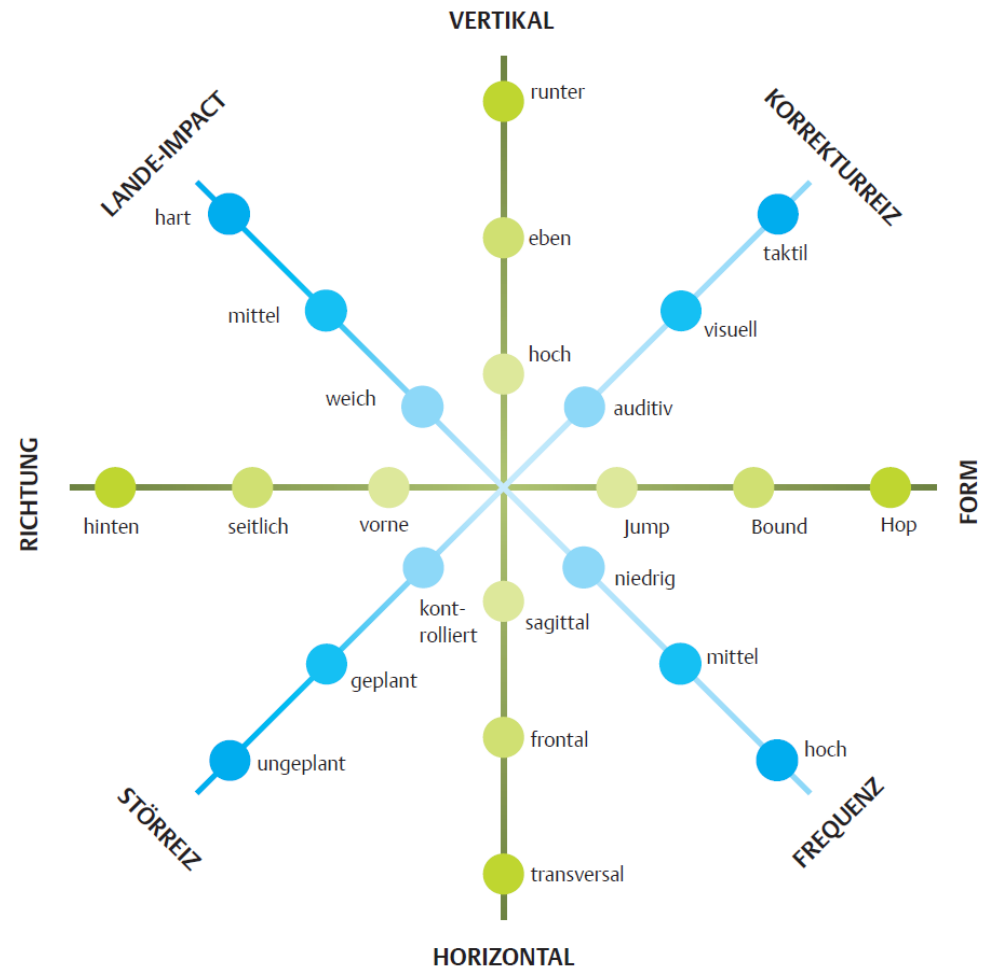 VERTIKAL
runter
LANDE-IMPACT
KORREKTURREIZ
hart
eben
taktil
mittel
visuell
hoch
weich
auditiv
RICHTUNG
hinten
seitlich
vorne
Jump
Bound
Hop
FORM
kont-
rolliert
niedrig
sagittal
geplant
mittel
ungeplant
frontal
hoch
STÖRREIZ
FREQUENZ
transversal
HORIZONTAL